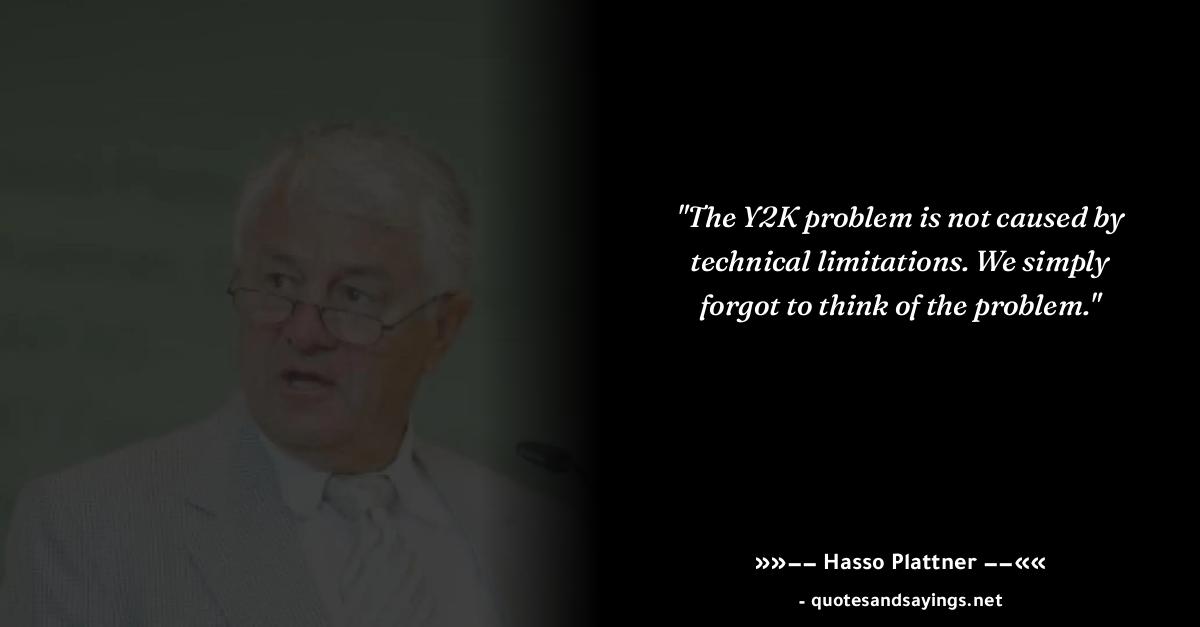 "The Y2K problem is not caused by
technical limitations. We simply
forgot to think of the problem."
»»–– Hasso Plattner ––««
- quotesandsayings.net